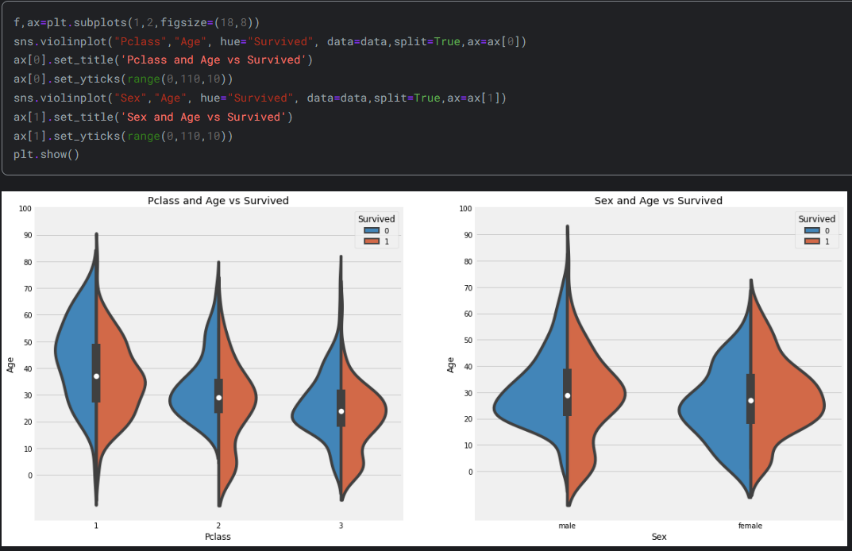 f,ax=plt.subplots(1,2,figsize=(18,8))
sns.violinplot("Pclass","Age", hue="Survived", data=data,split=True,ax=ax[0])
ax[0].set_title('Pclass and Age vs Survived')
ax[0].set_yticks(range(0,110,10))
sns.violinplot("Sex","Age", hue="Survived", data=data,split=True,ax=ax[1])
ax[1].set_title('Sex and Age vs Survived')
ax[1].set_yticks(range(0,110,10))
plt.show()
Pclass and Age vs Survived
Survived
0
1
100
90
80
70
60
50
40
30
20
10
0
Age
1
2
3
Pclass
Sex and Age vs Survived
Survived
0
1
100
90
80
70
60
50
40
30
20
10
0
Age
male
female
Sex